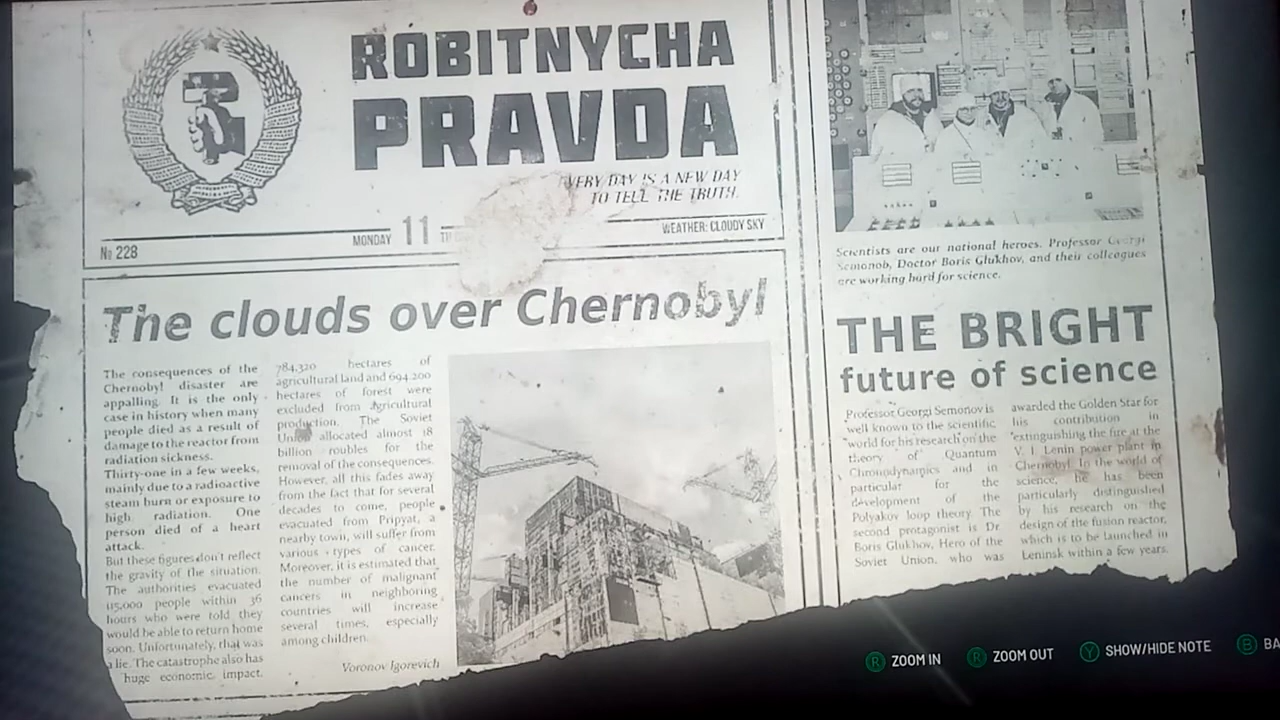 ROBITNYCHA
PRAVDA
VERY DAY IS A NEW DAY
TO TELL THE TRUTH.
№ 228
MONDAY 11
WEATHER: CLOUDY SKY
The clouds over Chernobyl
The consequences of the
Chernobyl disaster are
appalling. It is the only
case in history when many
people died as a result of
damage to the reactor from
radiation sickness.
Thirty-one in a few weeks,
mainly due to a radioactive
steam burn or exposure to
high radiation. One
person died of a heart
attack.
But these figures don't reflect
the gravity of the situation.
The authorities evacuated
115,000 people within 36
hours who were told they
would be able to return home
soon. Unfortunately, that was
a lie. The catastrophe also has
huge economic impact.
784,320 hectares of
agricultural land and 694,200
hectares of forest were
excluded from agricultural
production. The Soviet
Union allocated almost 18
billion roubles for the
removal of the consequences.
However, all this fades away
from the fact that for several
decades to come, people
evacuated from Pripyat, a
nearby town, will suffer from
various types of cancer.
Moreover, it is estimated that
the number of malignant
cancers in neighboring
countries will increase
several times, especially
among children.
Voronov Igorevich
Scientists are our national heroes. Professor Georgi
Semonob, Doctor Boris Glukhov, and their colleagues
are working hard for science.
THE BRIGHT
future of science
Professor Georgi Semonov is
well known to the scientific
world for his research on the
theory of Quantum
Chromodynamics and in
particular for the
development of the
Polyakov loop theory. The
second protagonist is Dr.
Boris Glukhov, Hero of the
Soviet Union, who was
awarded the Golden Star for
his contribution in
extinguishing the fire at the
V. I. Lenin power plant in
Chernobyl. In the world of
science, he has been
particularly distinguished
by his research on the
design of the fusion reactor,
which is to be launched in
Leninsk within a few years.
R ZOOM IN R ZOOM OUT Y SHOW/HIDE NOTE B BA